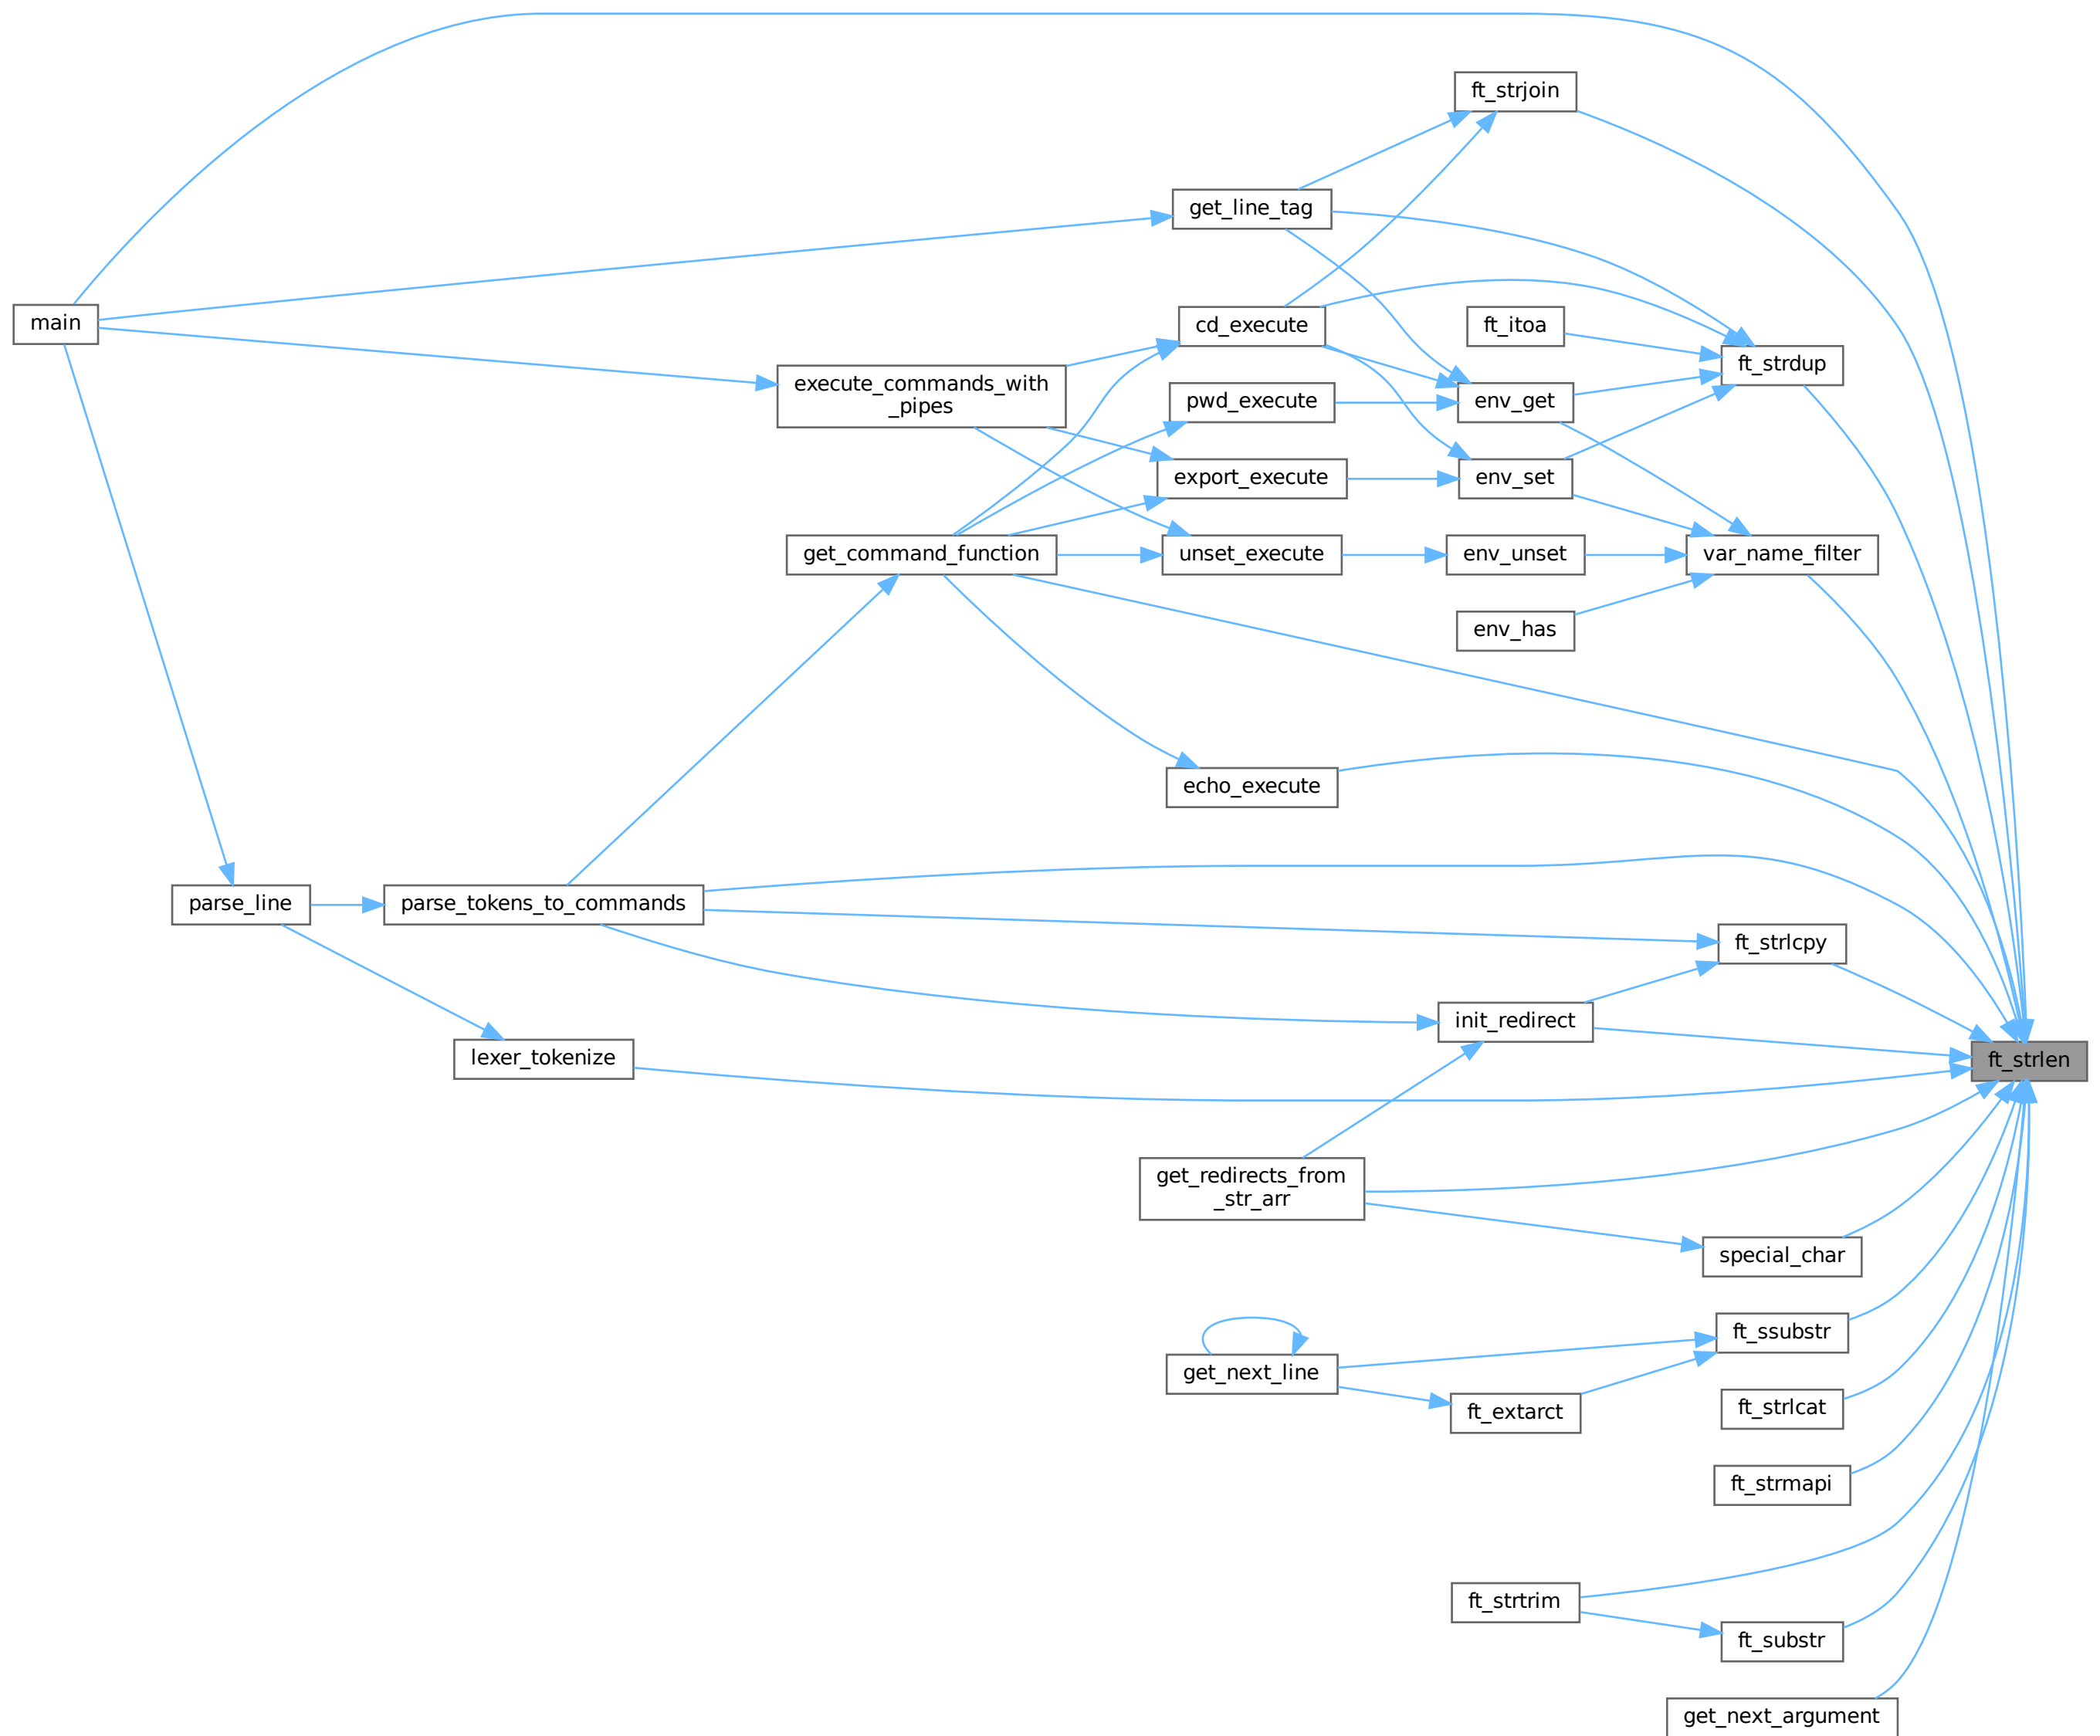 ft_strjoin
get_line_tag
main
cd_execute
ft_itoa
ft_strdup
execute_commands_with
_pipes
pwd_execute
env_get
export_execute
env_set
get_command_function
unset_execute
env_unset
var_name_filter
env_has
echo_execute
parse_line
parse_tokens_to_commands
ft_strlcpy
init_redirect
lexer_tokenize
ft_strlen
get_redirects_from
_str_arr
special_char
ft_ssubstr
get_next_line
ft_extarct
ft_strlcat
ft_strmapi
ft_strtrim
ft_substr
get_next_argument